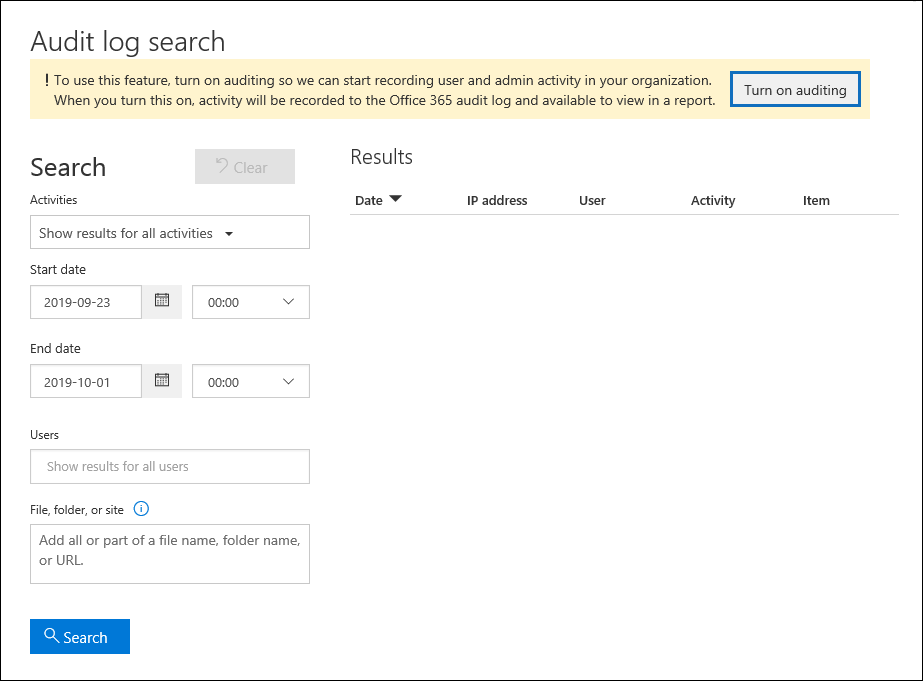 Audit log search
! To use this feature, turn on auditing so we can start recording user and admin activity in your organization.
When you turn this on, activity will be recorded to the Office 365 audit log and available to view in a report.
Turn on auditing
Search
Clear
Activities
Show results for all activities
Start date
2019-09-23
00:00
End date
2019-10-01
00:00
Users
Show results for all users
File, folder, or site
Add all or part of a file name, folder name,
or URL.
Search
Results
Date IP address User Activity Item